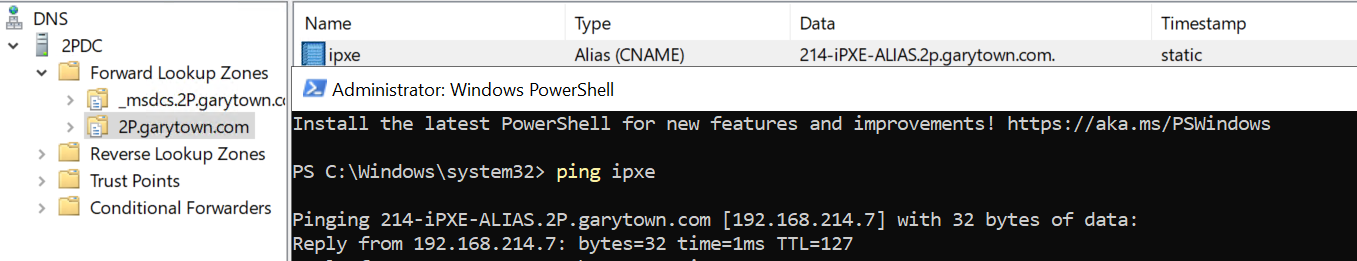 DNS
2PDC
Forward Lookup Zones
_msdcs.2P.garytown.c
2P.garytown.com
Reverse Lookup Zones
Trust Points
Conditional Forwarders
Name Type Data Timestamp
ipxe Alias (CNAME) 214-iPXE-ALIAS.2p.garytown.com. static
Administrator: Windows PowerShell
Install the latest PowerShell for new features and improvements! https://aka.ms/PSWindows
PS C:\Windows\system32> ping ipxe
Pinging 214-iPXE-ALIAS.2P.garytown.com [192.168.214.7] with 32 bytes of data:
Reply from 192.168.214.7: bytes=32 time=1ms TTL=127